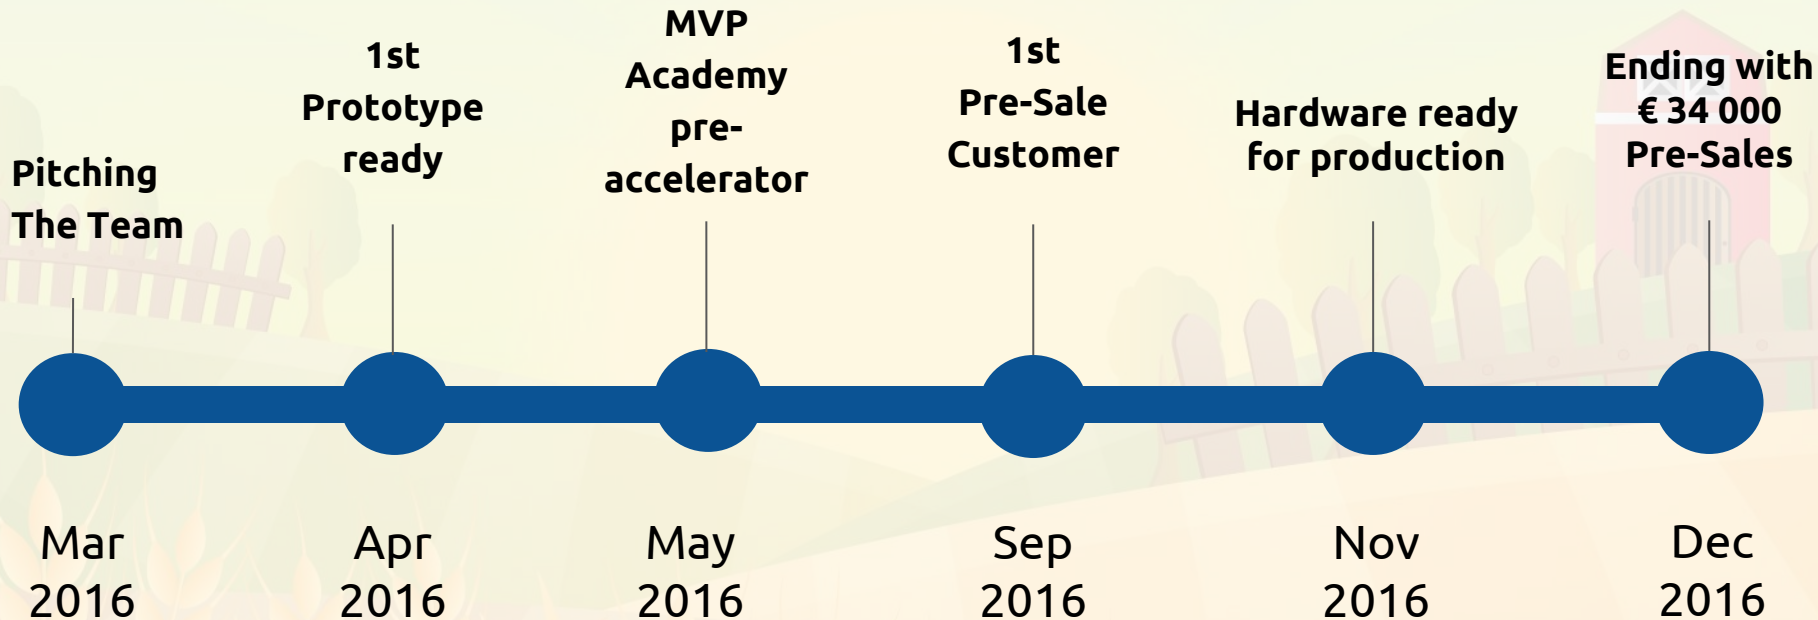 Pitching
The Team
1st
Prototype
ready
MVP
Academy
pre-
accelerator
1st
Pre-Sale
Customer
Hardware ready
for production
Ending with
€ 34 000
Pre-Sales
Mar
2016
Apr
2016
May
2016
Sep
2016
Nov
2016
Dec
2016